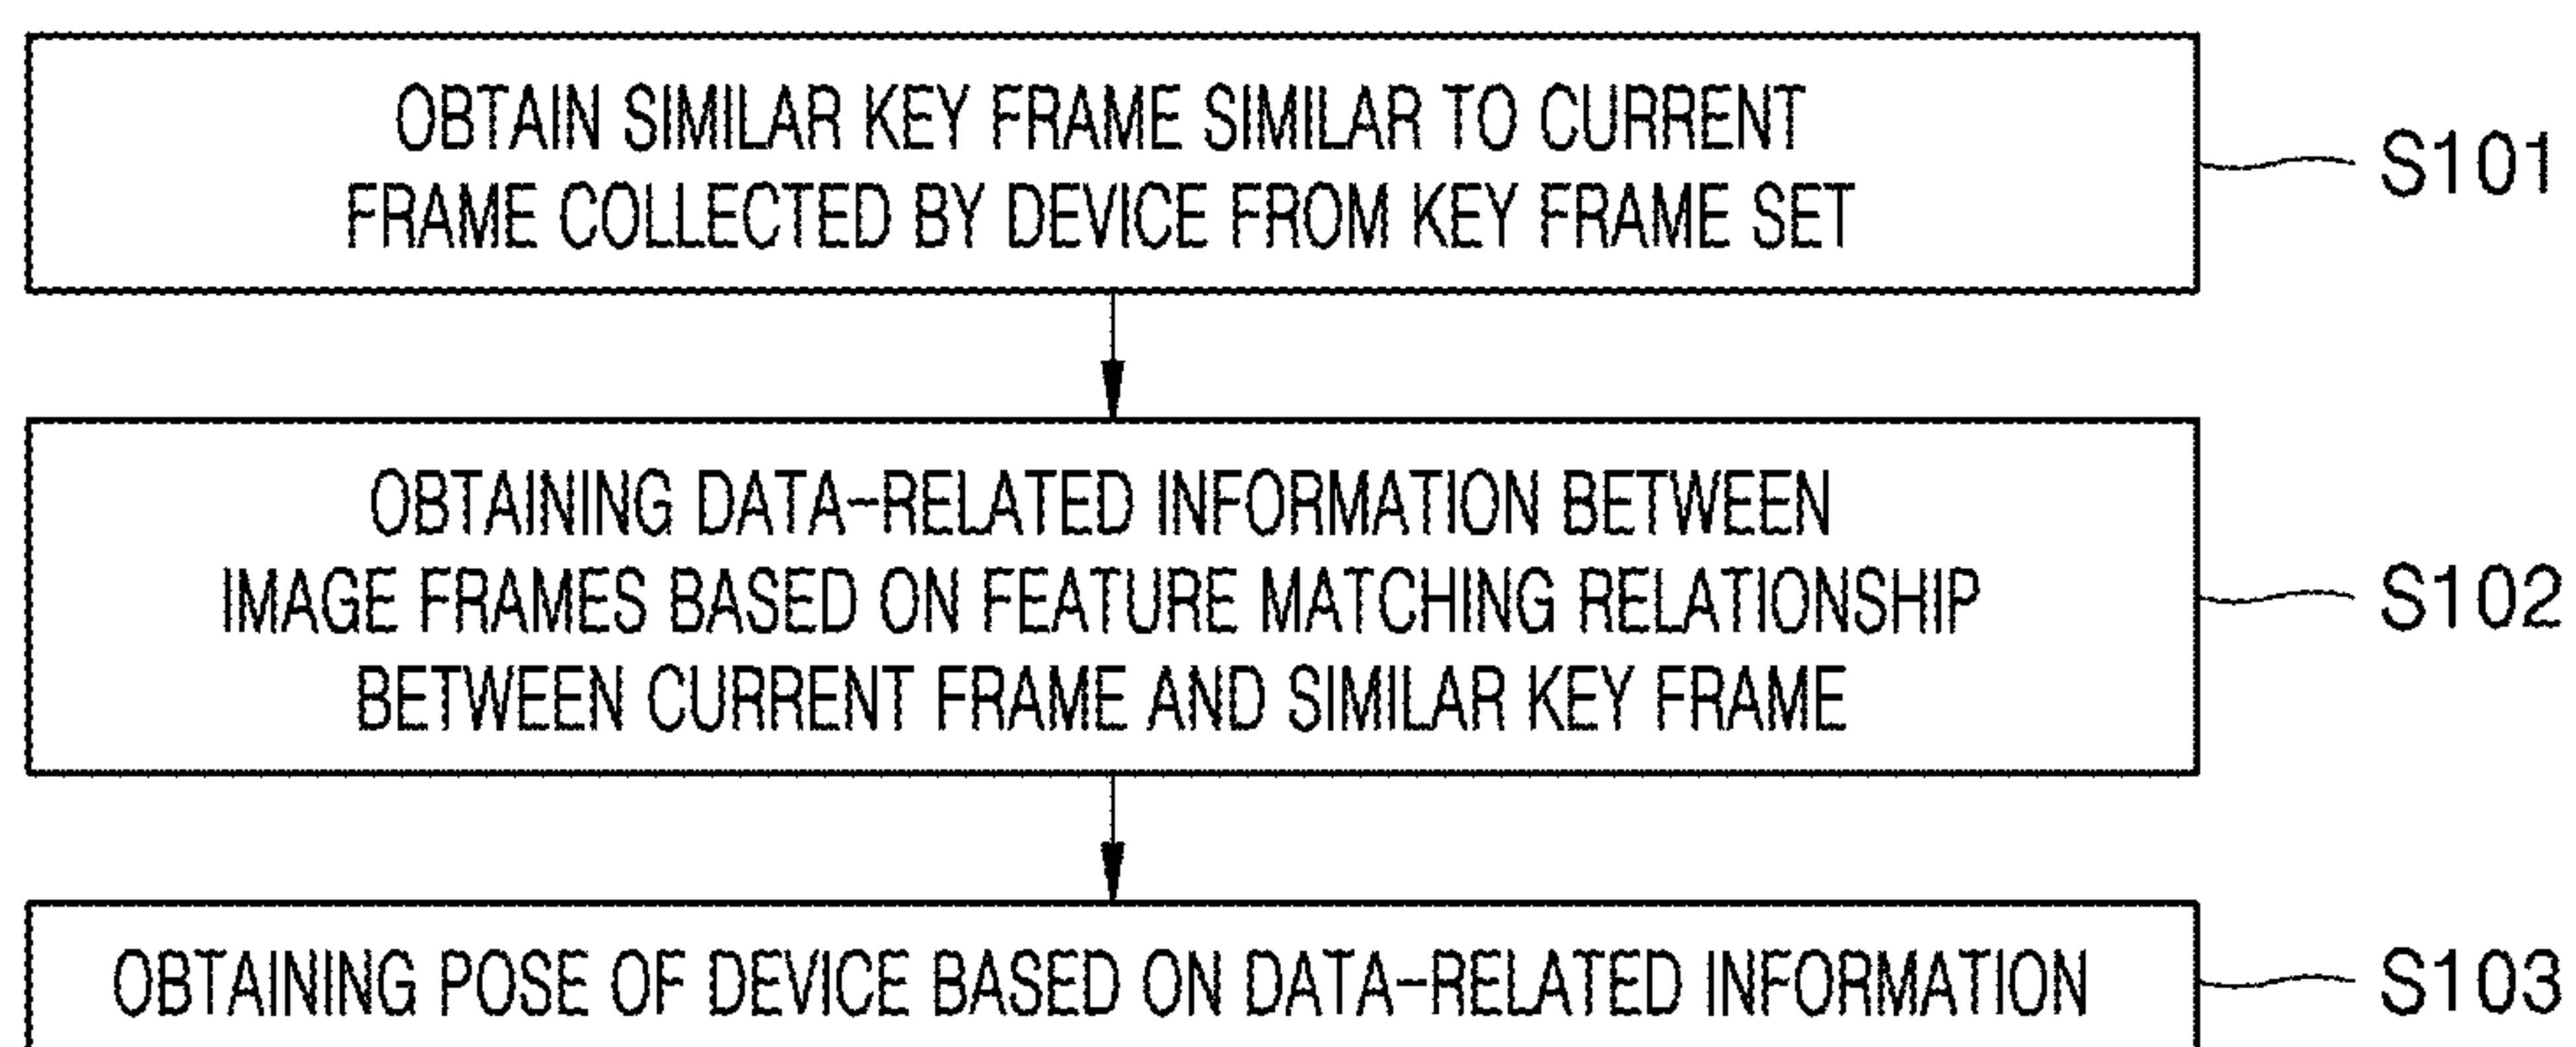 OBTAIN SIMILAR KEY FRAME SIMILAR TO CURRENT
FRAME COLLECTED BY DEVICE FROM KEY FRAME SET
S101
OBTAINING DATA-RELATED INFORMATION BETWEEN
IMAGE FRAMES BASED ON FEATURE MATCHING RELATIONSHIP
BETWEEN CURRENT FRAME AND SIMILAR KEY FRAME
S102
OBTAINING POSE OF DEVICE BASED ON DATA-RELATED INFORMATION
S103